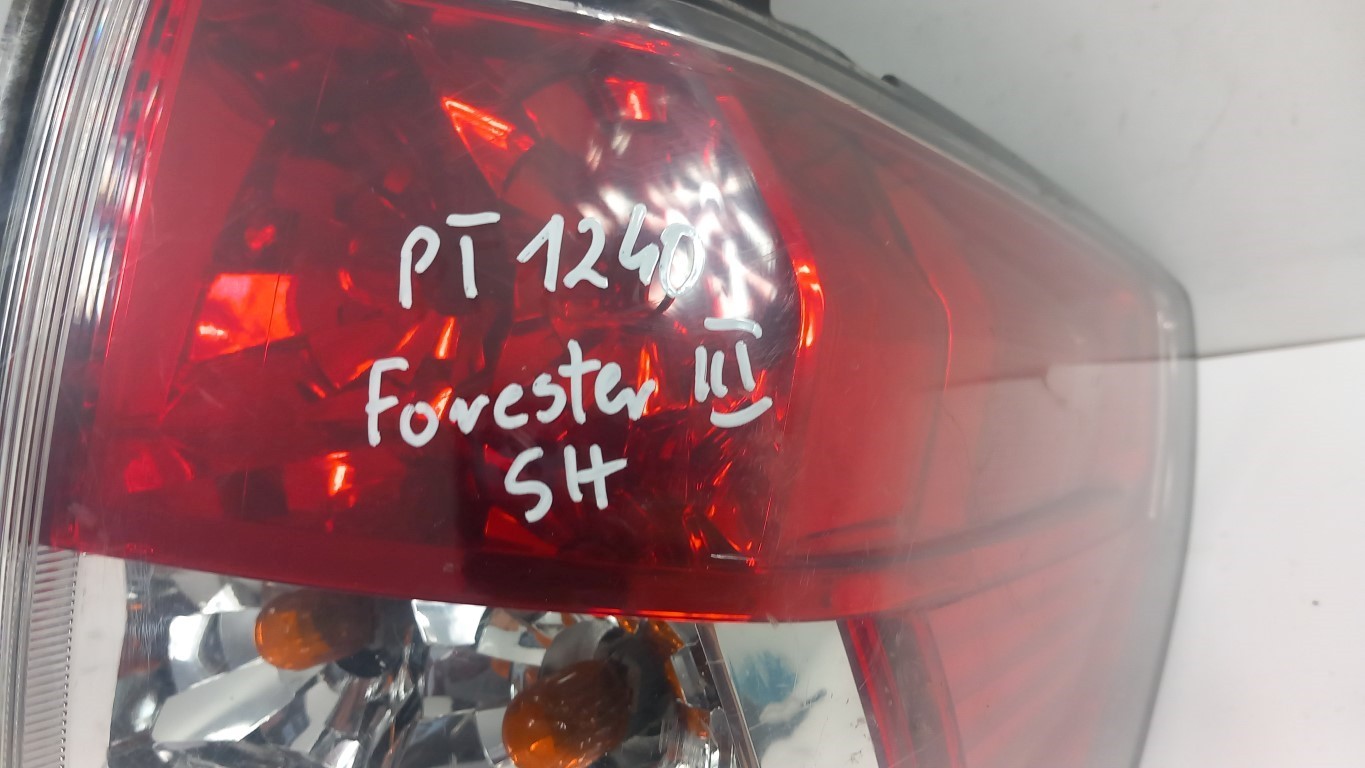 PT 1240
Forester III
SH